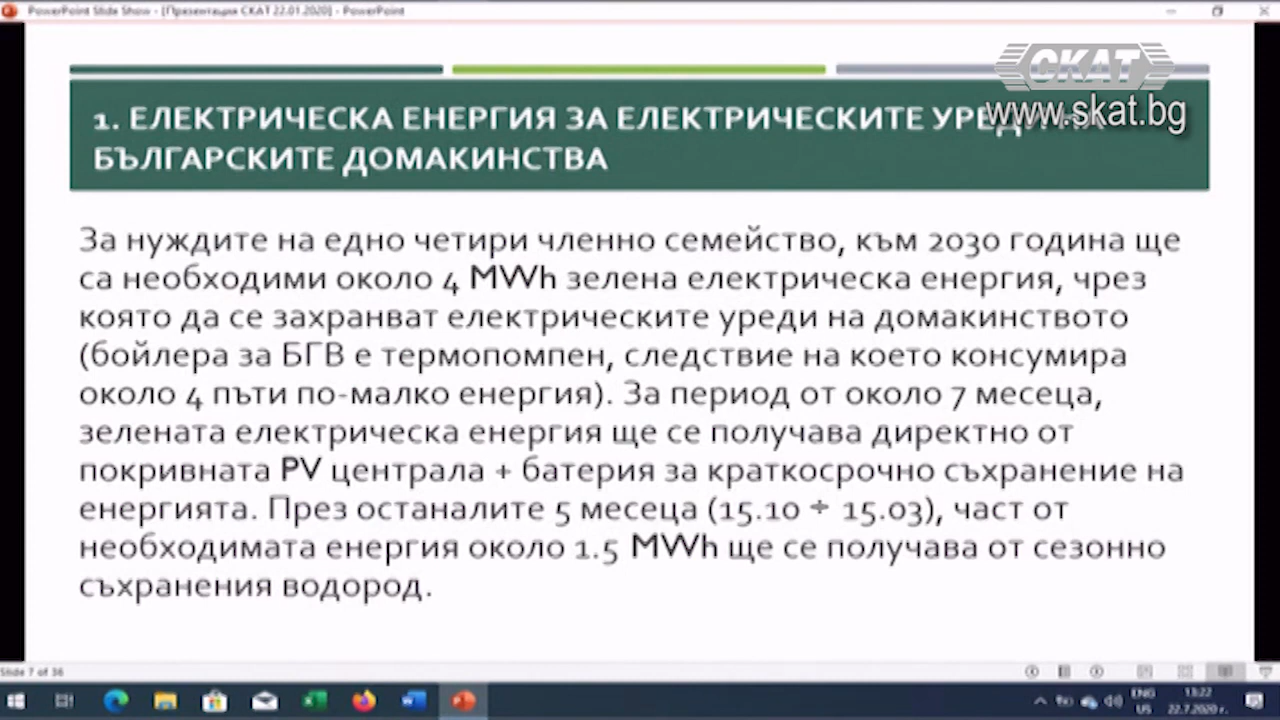 PowerPoint Slide Show - [Презентация СКАТ 22.01.2020] - PowerPoint
СКАТ
www.skat.bg
1. ЕЛЕКТРИЧЕСКА ЕНЕРГИЯ ЗА ЕЛЕКТРИЧЕСКИТЕ
БЪЛГАРСКИТЕ ДОМАКИНСТВА
За нуждите на едно четири членно семейство, към 2030 година ще
са необходими около 4 MWh зелена електрическа енергия, чрез
която да се захранват електрическите уреди на домакинството
(бойлера за БГВ е термопомпен, следствие на което консумира
около 4 пъти по-малко енергия). За период от около 7 месеца,
зелената електрическа енергия ще се получава директно от
покривната PV централа + батерия за краткосрочно съхранение на
енергията. През останалите 5 месеца (15.10 ÷ 15.03), част от
необходимата енергия около 1.5 MWh ще се получава от сезонно
съхранения водород.
Slide 7 of 36
ENG
US
13:22
22.7.2020 г.